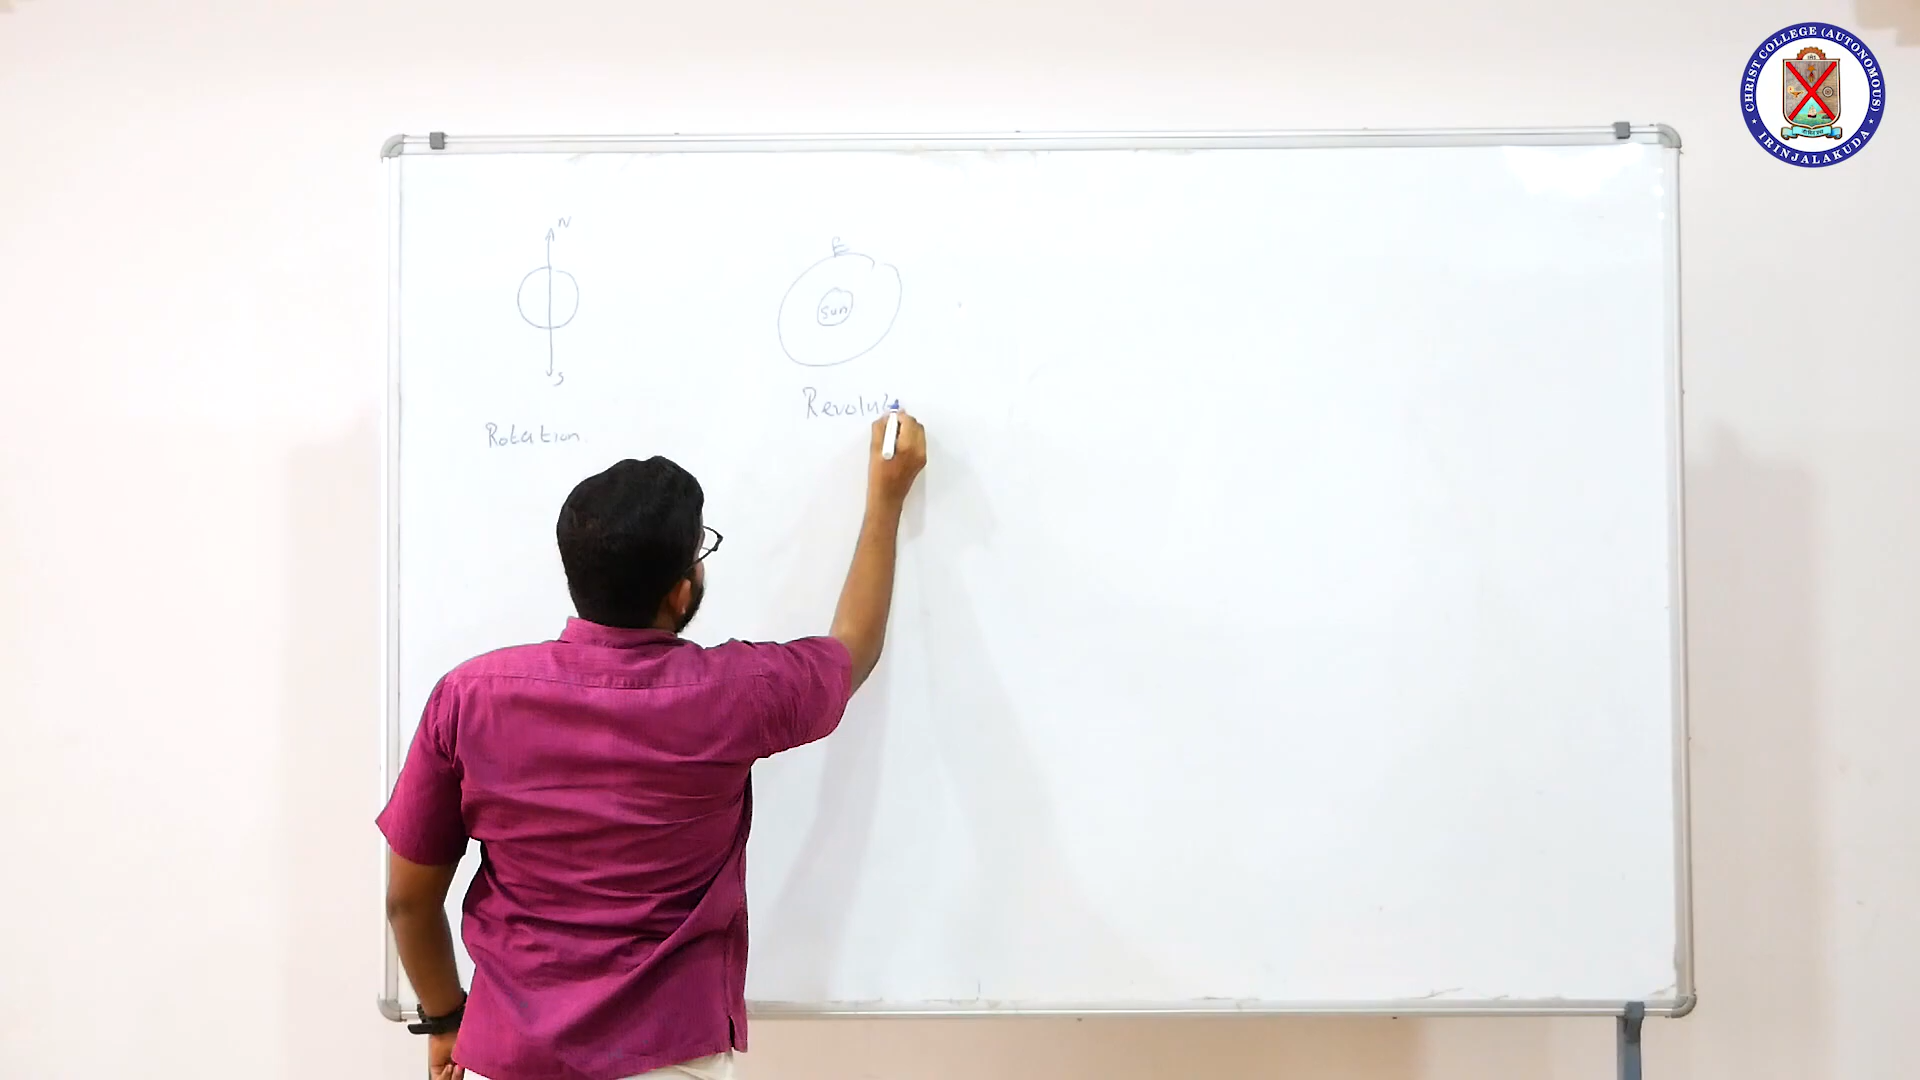 CHRIST COLLEGE (AUTONOMOUS)
IRINJALAKUDA
N
E
Sun
S
Revolut
Rotation.